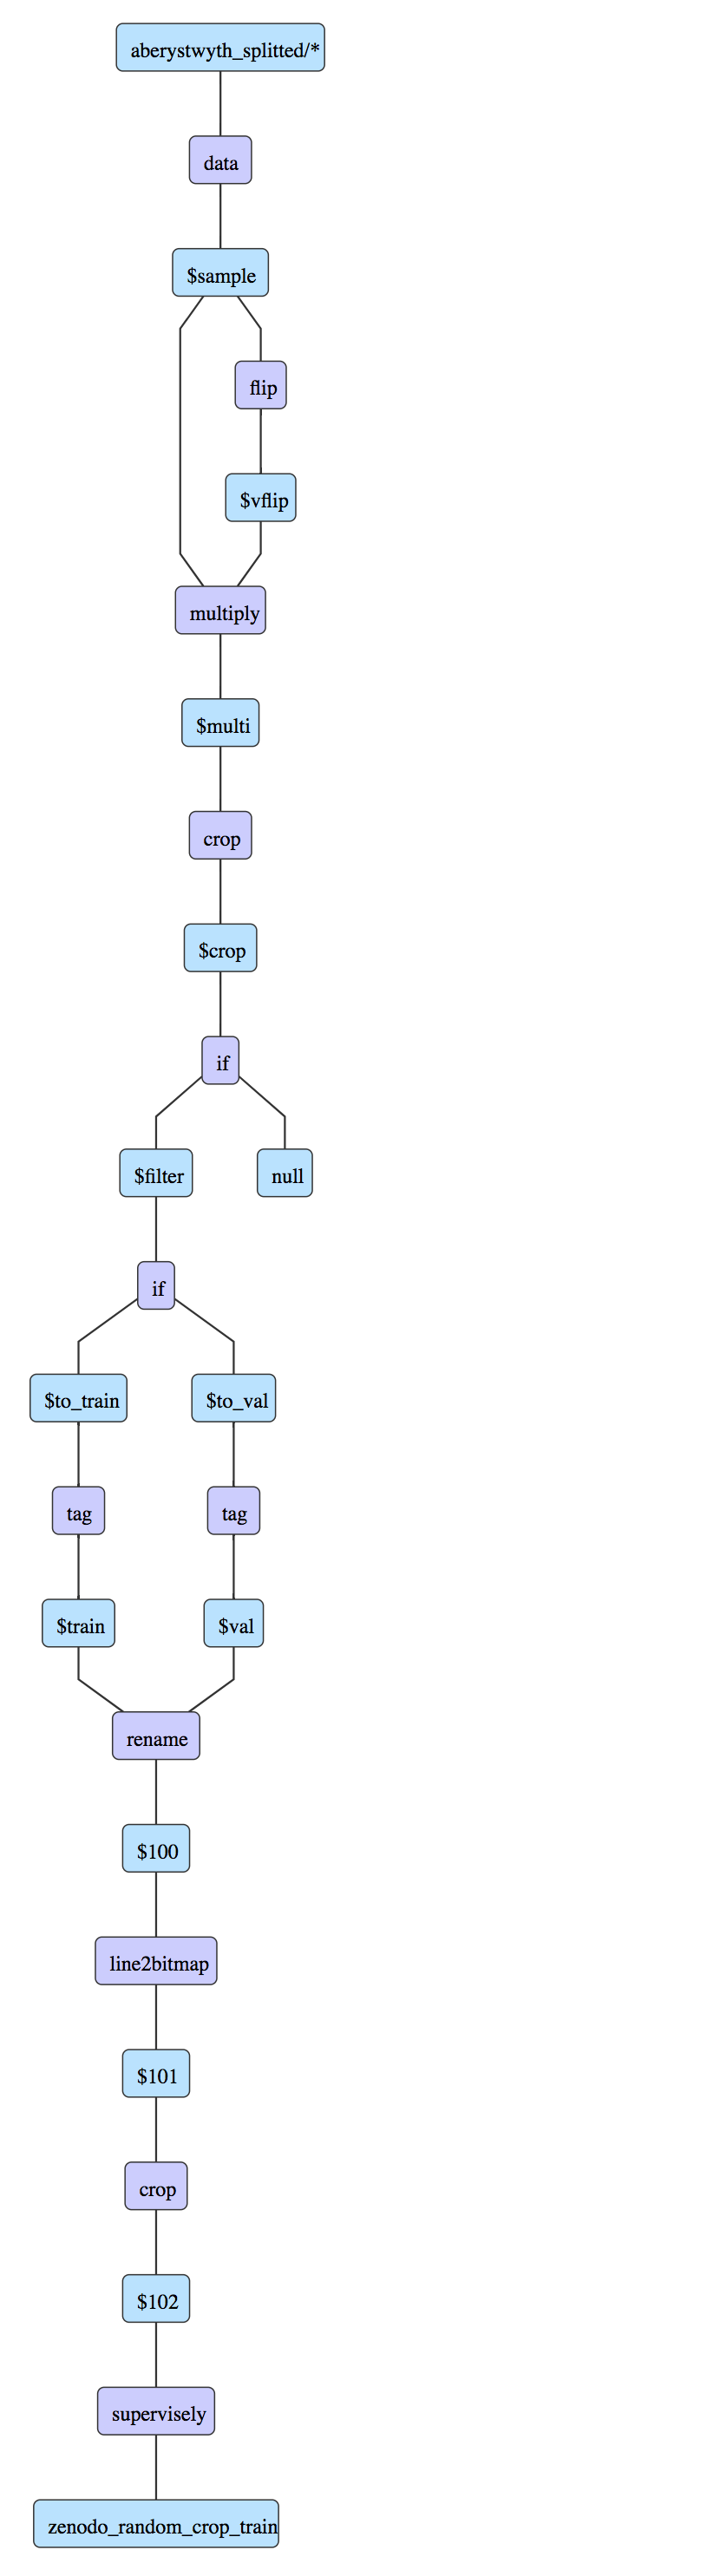 aberystwyth_splitted/*
data
$sample
flip
$vflip
multiply
$multi
crop
$crop
if
$filter
null
if
$to_train
$to_val
tag
tag
$train
$val
rename
$100
line2bitmap
$101
crop
$102
supervisely
zenodo_random_crop_train